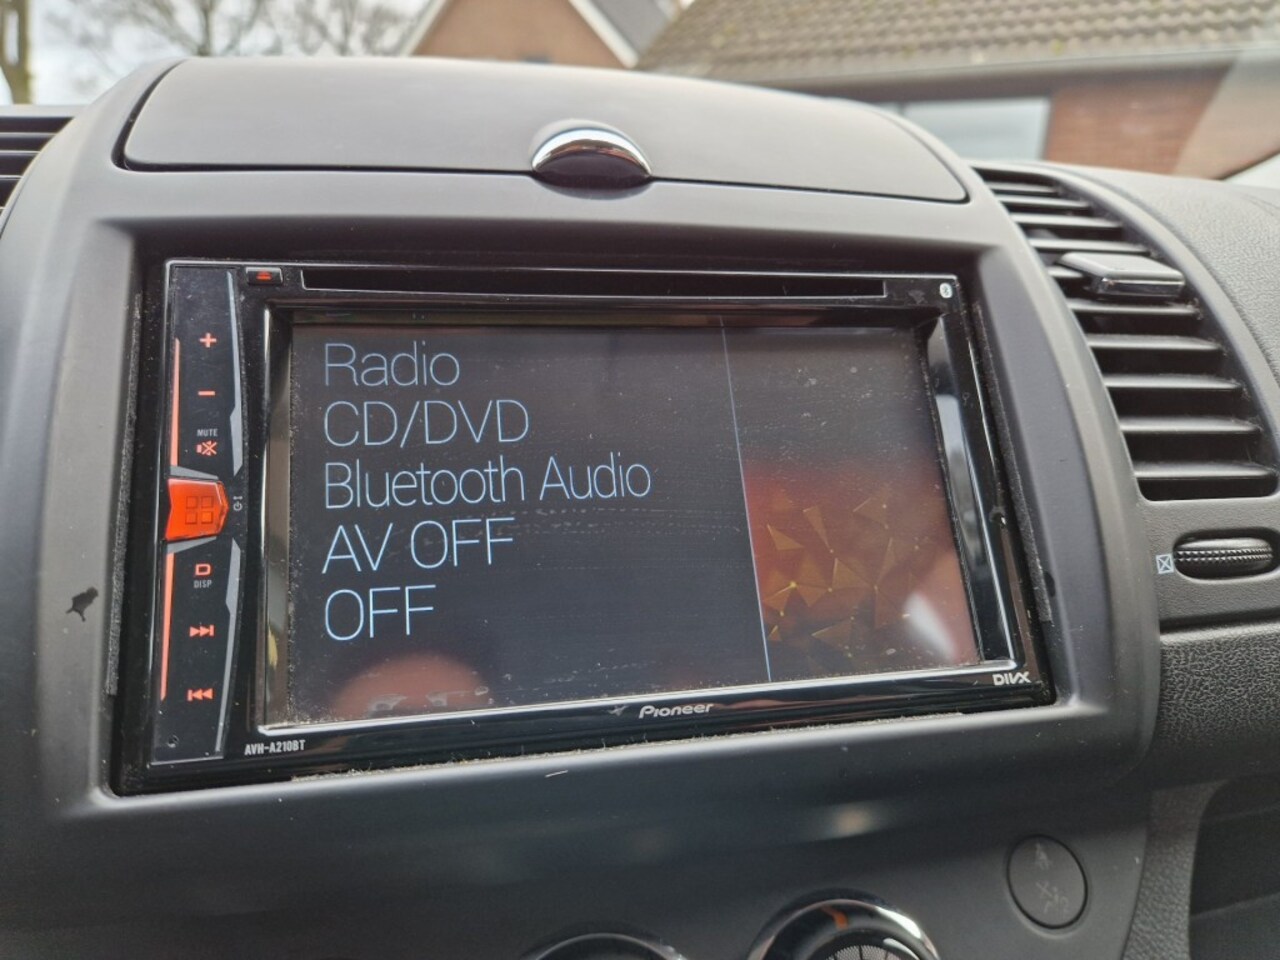 MUTE
Radio
CD/DVD
Bluetooth Audio
AV OFF
OFF
DISP
DIVX
Pioneer
AVH-A210BT